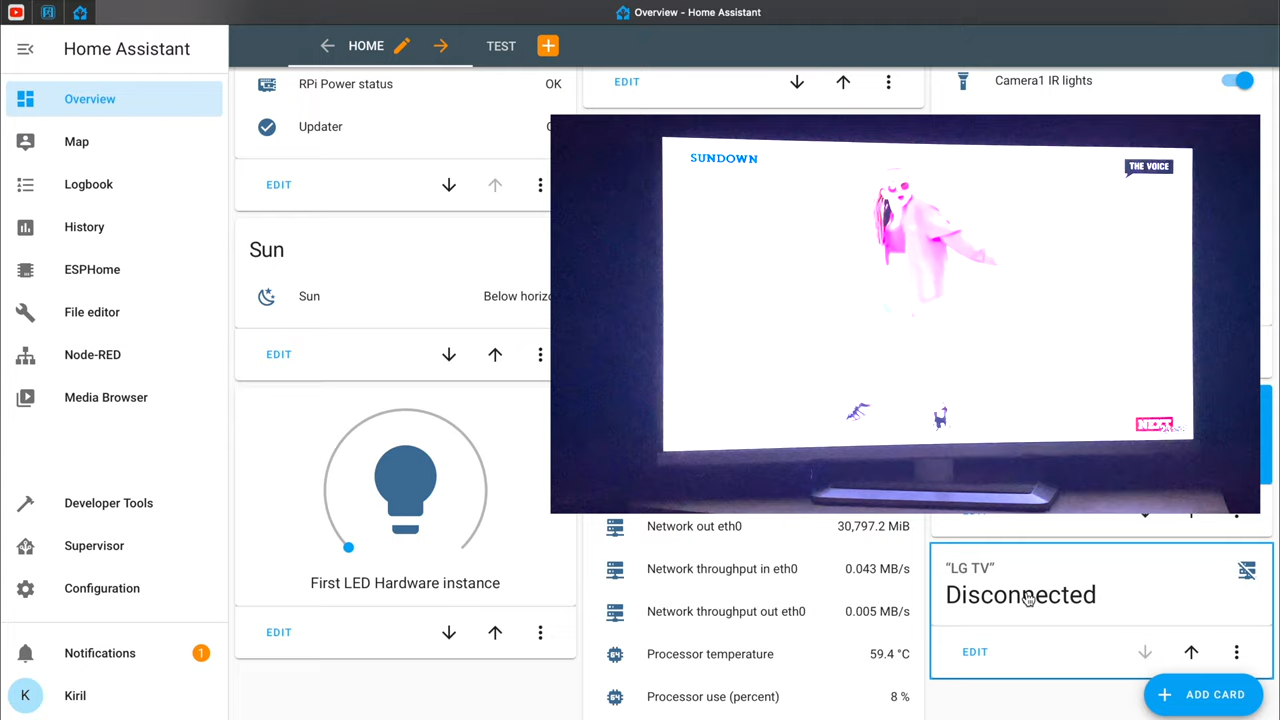 Overview - Home Assistant
Home Assistant
HOME
TEST
Overview
Map
Logbook
History
ESPHome
File editor
Node-RED
Media Browser
Developer Tools
Supervisor
Configuration
Notifications
1
K
Kiril
RPi Power status
OK
Updater
EDIT
Sun
Sun
Below horizo
EDIT
First LED Hardware instance
EDIT
EDIT
Network out eth0
30,797.2 MiB
Network throughput in eth0
0.043 MB/s
Network throughput out eth0
0.005 MB/s
64
Processor temperature
59.4 °C
64
Processor use (percent)
8 %
Camera1 IR lights
SUNDOWN
THE VOICE
NEXT
"LG TV"
Disconnected
EDIT
ADD CARD